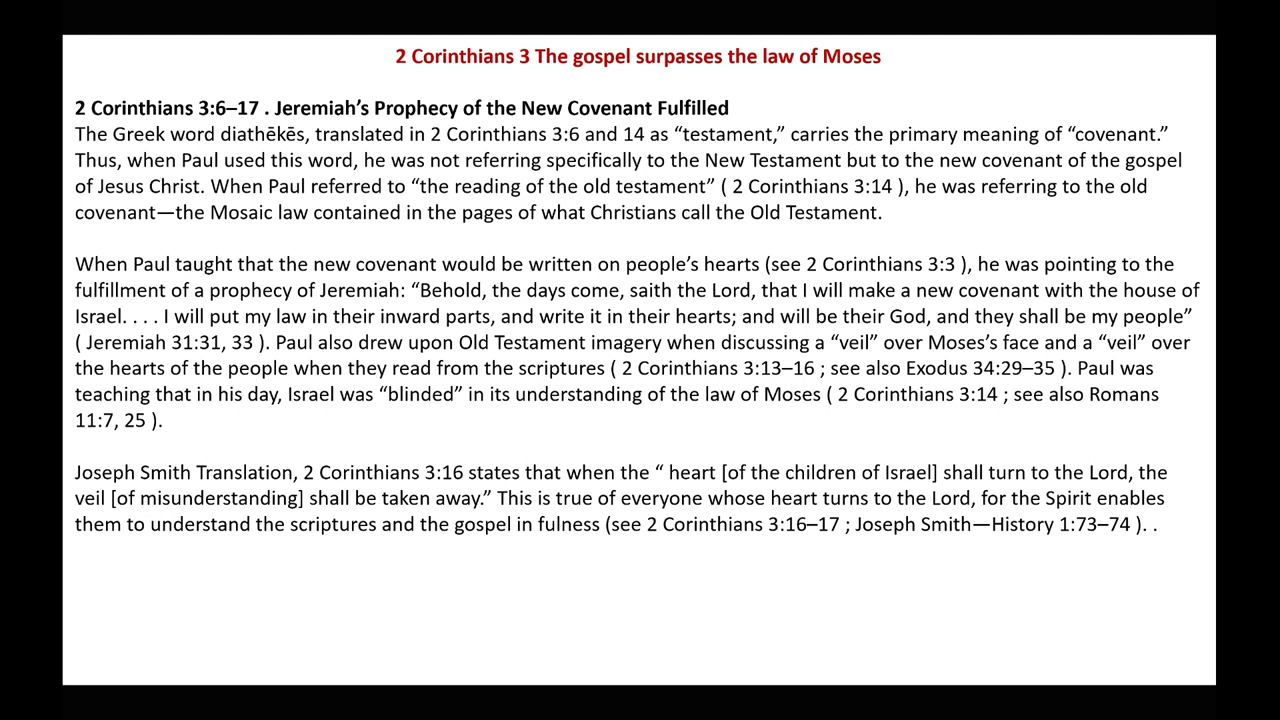 2 Corinthians 3 The gospel surpasses the law of Moses
2 Corinthians 3:6–17 . Jeremiah’s Prophecy of the New Covenant Fulfilled
The Greek word diathēkēs, translated in 2 Corinthians 3:6 and 14 as “testament,” carries the primary meaning of “covenant.”
Thus, when Paul used this word, he was not referring specifically to the New Testament but to the new covenant of the gospel
of Jesus Christ. When Paul referred to “the reading of the old testament” ( 2 Corinthians 3:14 ), he was referring to the old
covenant—the Mosaic law contained in the pages of what Christians call the Old Testament.
When Paul taught that the new covenant would be written on people’s hearts (see 2 Corinthians 3:3 ), he was pointing to the
fulfillment of a prophecy of Jeremiah: “Behold, the days come, saith the Lord, that I will make a new covenant with the house of
Israel. . . . I will put my law in their inward parts, and write it in their hearts; and will be their God, and they shall be my people”
( Jeremiah 31:31, 33 ). Paul also drew upon Old Testament imagery when discussing a “veil” over Moses’s face and a “veil” over
the hearts of the people when they read from the scriptures ( 2 Corinthians 3:13–16 ; see also Exodus 34:29–35 ). Paul was
teaching that in his day, Israel was “blinded” in its understanding of the law of Moses ( 2 Corinthians 3:14 ; see also Romans
11:7, 25 ).
Joseph Smith Translation, 2 Corinthians 3:16 states that when the “ heart [of the children of Israel] shall turn to the Lord, the
veil [of misunderstanding] shall be taken away.” This is true of everyone whose heart turns to the Lord, for the Spirit enables
them to understand the scriptures and the gospel in fulness (see 2 Corinthians 3:16–17 ; Joseph Smith—History 1:73–74 ). .